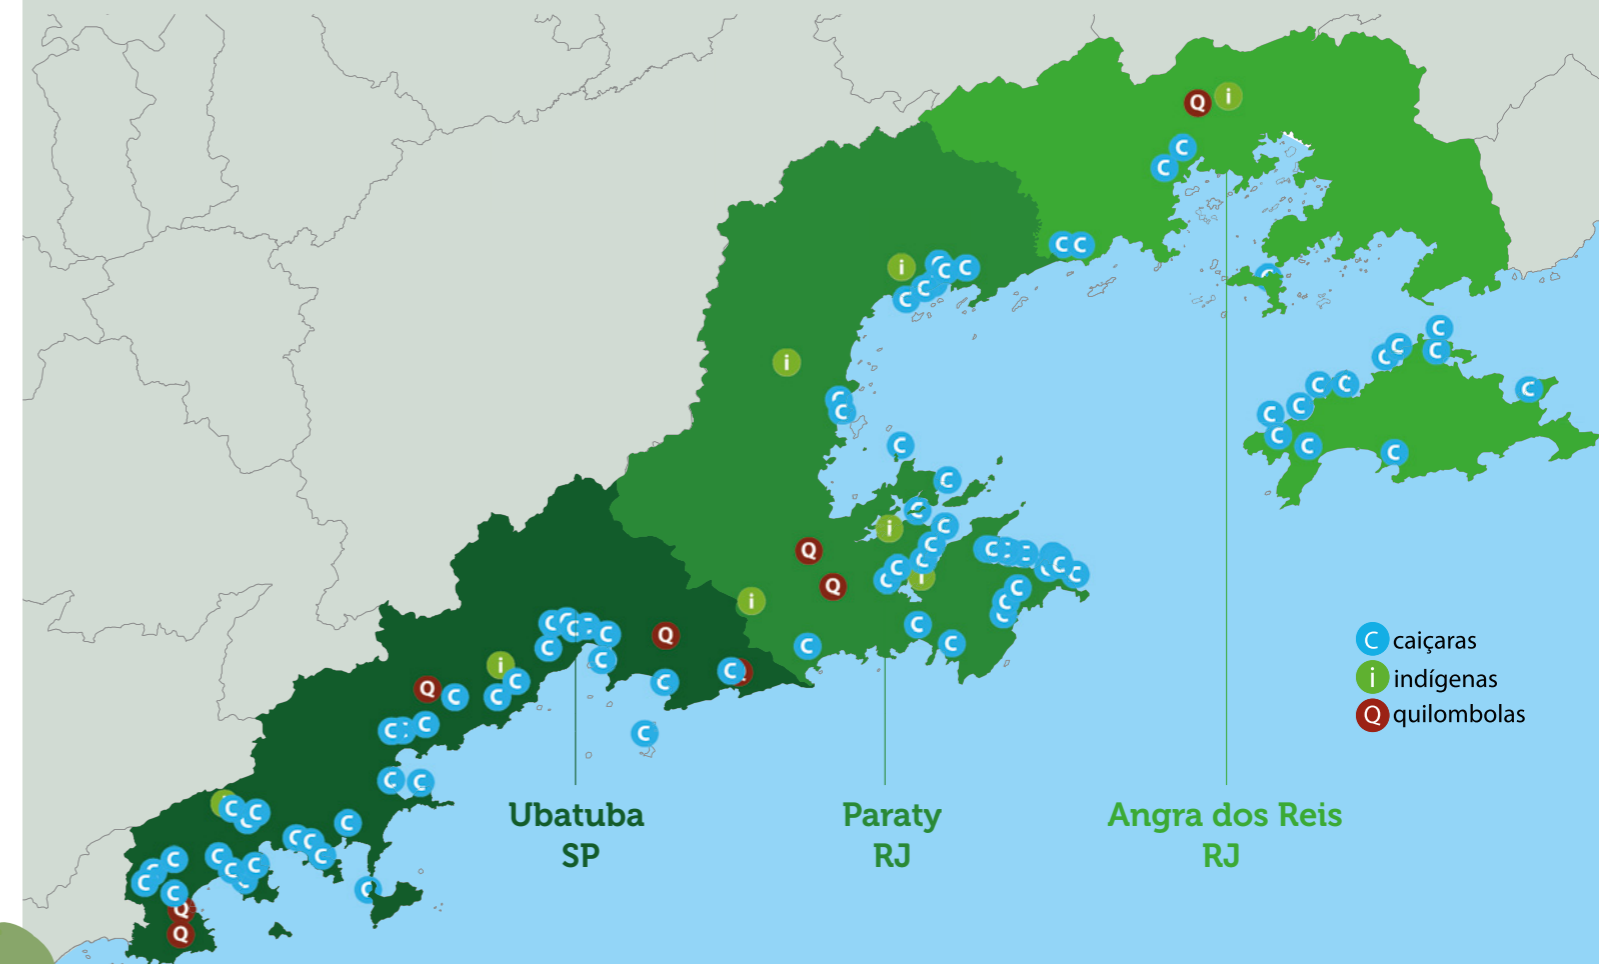 C caiçaras
i indígenas
Q quilombolas
Ubatuba
SP
Paraty
RJ
Angra dos Reis
RJ